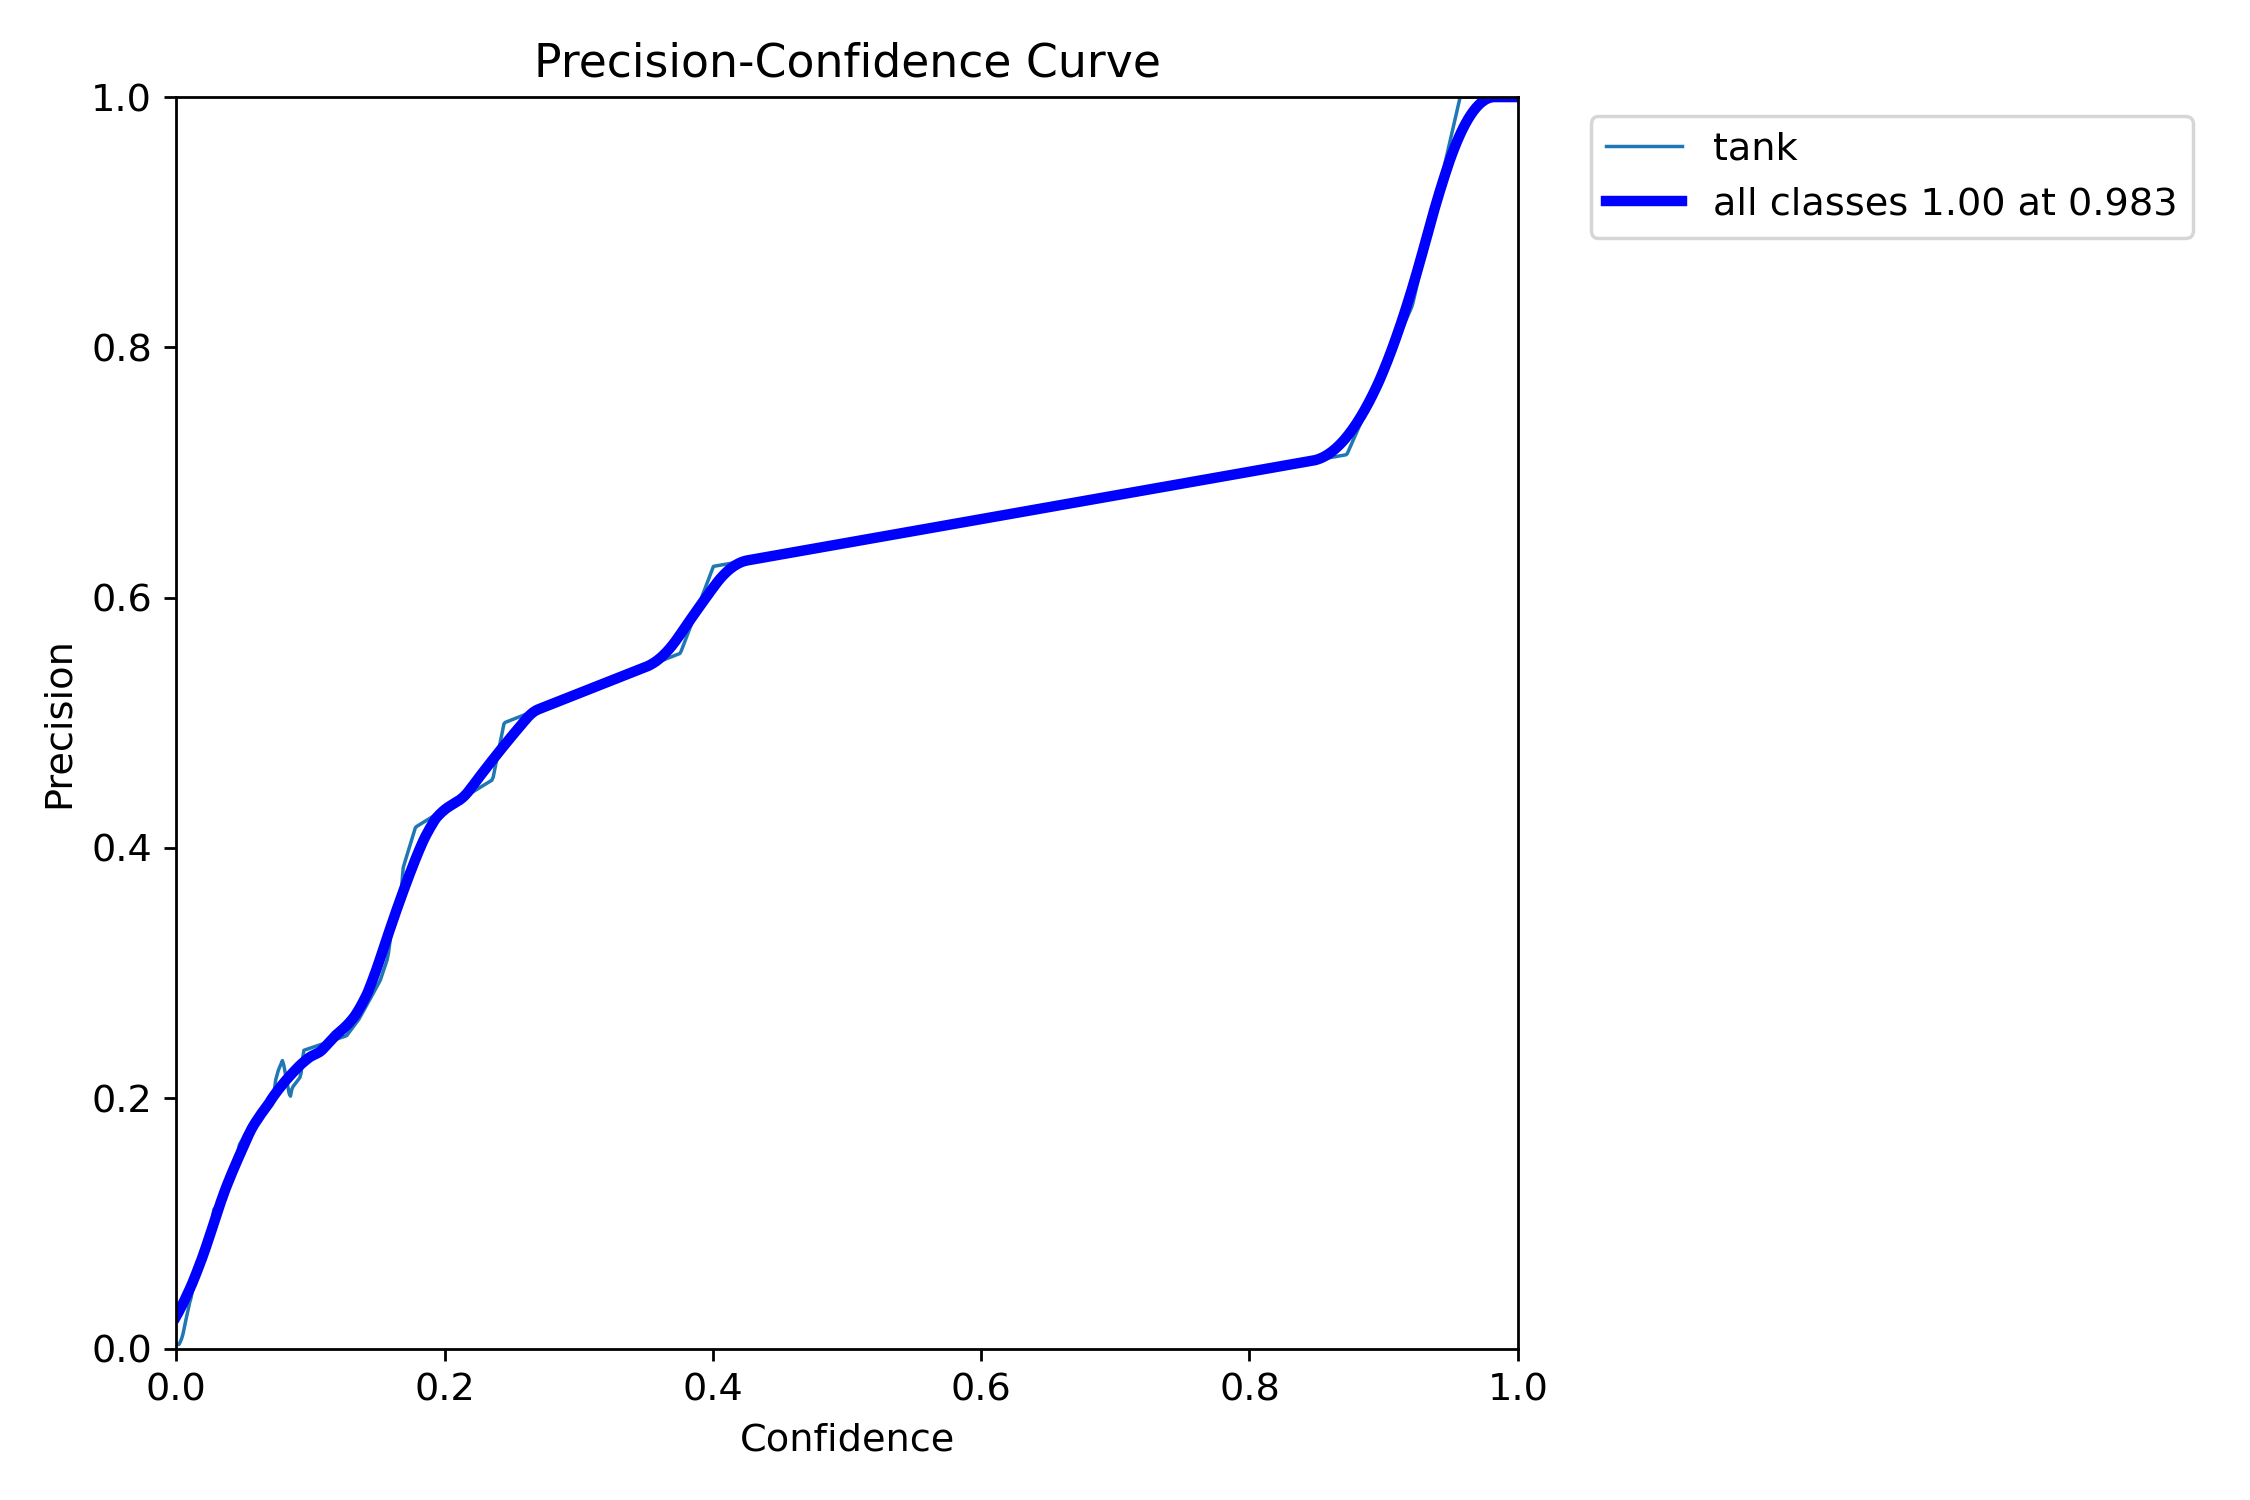 Precision-Confidence Curve
1.0
0.8
0.6
0.4
0.2
0.0
Precision
0.0 0.2 0.4 0.6 0.8 1.0
Confidence
tank
all classes 1.00 at 0.983